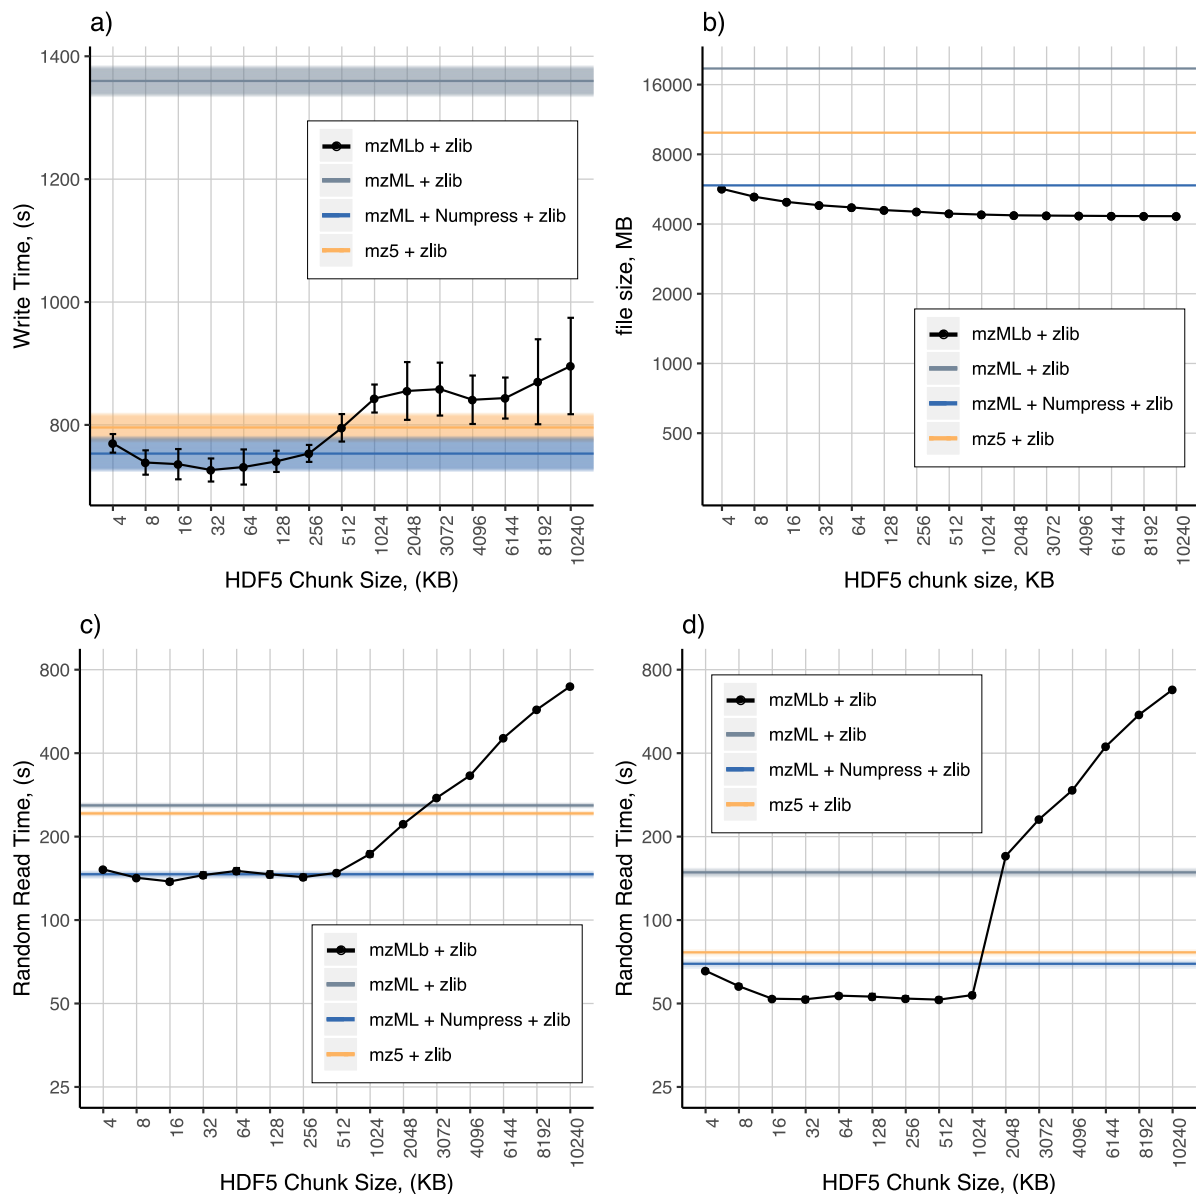 a)
Write Time, (s)
1400
1200
1000
800
mzMLb + zlib
mzML + zlib
mzML + Numpress + zlib
mz5 + zlib
4 8 16 32 64 128 256 512 1024 2048 3072 4096 6144 8192 10240
HDF5 Chunk Size, (KB)
b)
file size, MB
16000
8000
4000
2000
1000
500
mzMLb + zlib
mzML + zlib
mzML + Numpress + zlib
mz5 + zlib
4 8 16 32 64 128 256 512 1024 2048 3072 4096 6144 8192 10240
HDF5 chunk size, KB
c)
Random Read Time, (s)
800
400
200
100
50
25
mzMLb + zlib
mzML + zlib
mzML + Numpress + zlib
mz5 + zlib
4 8 16 32 64 128 256 512 1024 2048 3072 4096 6144 8192 10240
HDF5 Chunk Size, (KB)
d)
Random Read Time, (s)
800
400
200
100
50
25
mzMLb + zlib
mzML + zlib
mzML + Numpress + zlib
mz5 + zlib
4 8 16 32 64 128 256 512 1024 2048 3072 4096 6144 8192 10240
HDF5 Chunk Size, (KB)